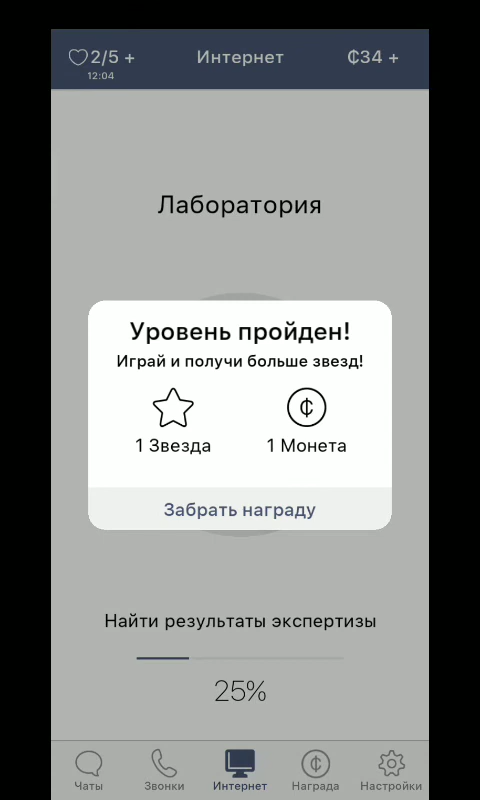 2/5 +
12:04
Интернет
₵34 +
Лаборатория
Уровень пройден!
Играй и получи больше звезд!
₵
1 Звезда
1 Монета
Забрать награду
Найти результаты экспертизы
25%
₵
Чаты
Звонки
Интернет
Награда
Настройки